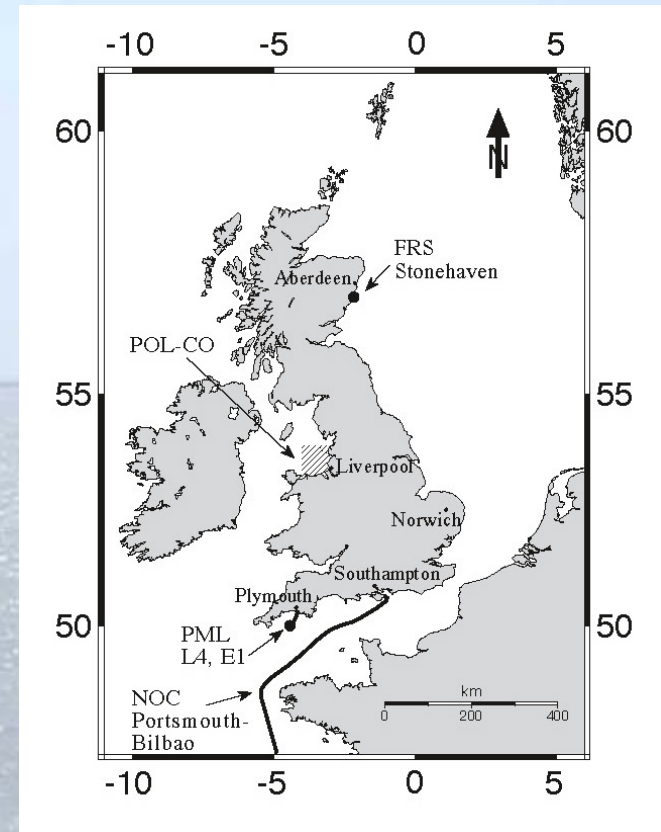 -10 -5 0 5
60 60
N
FRS
Stonehaven
Aberdeen
POL-CO
55 55
Liverpool
Norwich
Southampton
Plymouth
50 50
PML
L4, E1
km
0 200 400
NOC
Portsmouth-
Bilbao
-10 -5 0 5